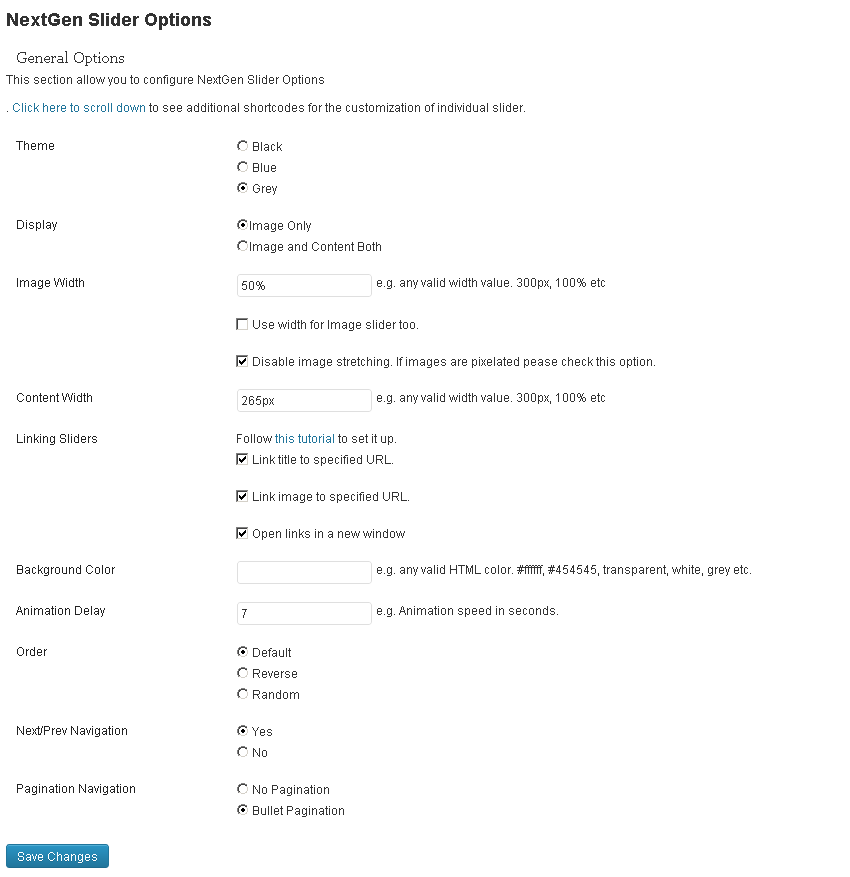 NextGen Slider Options
General Options
This section allow you to configure NextGen Slider Options
. Click here to scroll down to see additional shortcodes for the customization of individual slider.
Theme
Black
Blue
Grey
Display
Image Only
Image and Content Both
Image Width
50% e.g. any valid width value. 300px, 100% etc
Use width for Image slider too.
Disable image stretching. If images are pixelated pease check this option.
Content Width
265px e.g. any valid width value. 300px, 100% etc
Linking Sliders
Follow this tutorial to set it up.
Link title to specified URL.
Link image to specified URL.
Open links in a new window
Background Color
e.g. any valid HTML color. #ffffff, #454545, transparent, white, grey etc.
Animation Delay
7 e.g. Animation speed in seconds.
Order
Default
Reverse
Random
Next/Prev Navigation
Yes
No
Pagination Navigation
No Pagination
Bullet Pagination
Save Changes